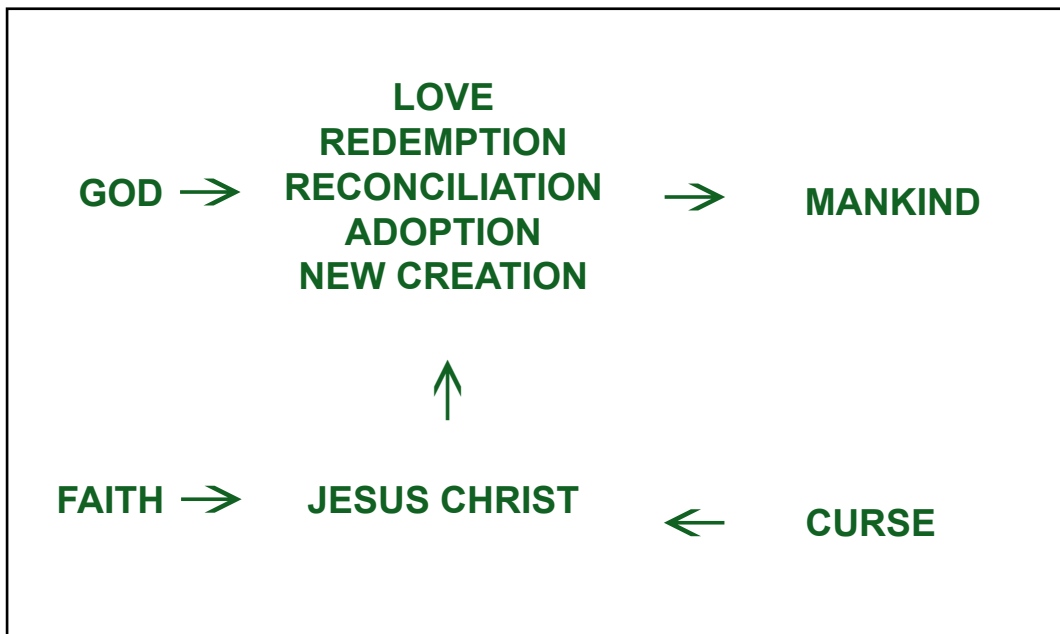 LOVE
REDEMPTION
GOD → RECONCILIATION → MANKIND
ADOPTION
NEW CREATION
↑
FAITH → JESUS CHRIST ← CURSE